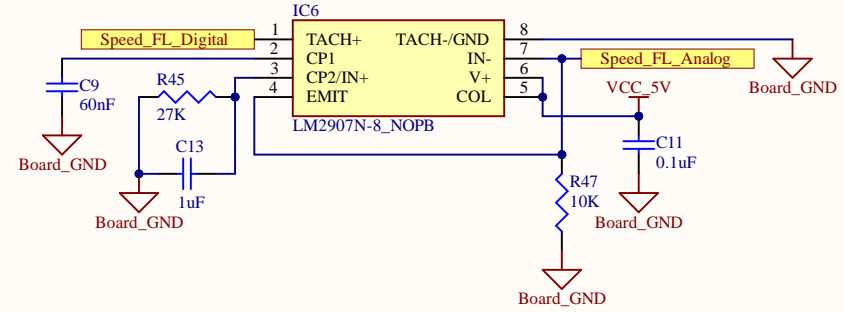 IC6
Speed_FL_Digital
1
TACH+
TACH-/GND
8
2
CP1
IN-
7
Speed_FL_Analog
3
CP2/IN+
V+
6
4
EMIT
COL
5
LM2907N-8_NOPB
C9
60nF
Board_GND
R45
27K
C13
1uF
Board_GND
Board_GND
VCC_5V
C11
0.1uF
Board_GND
R47
10K
Board_GND